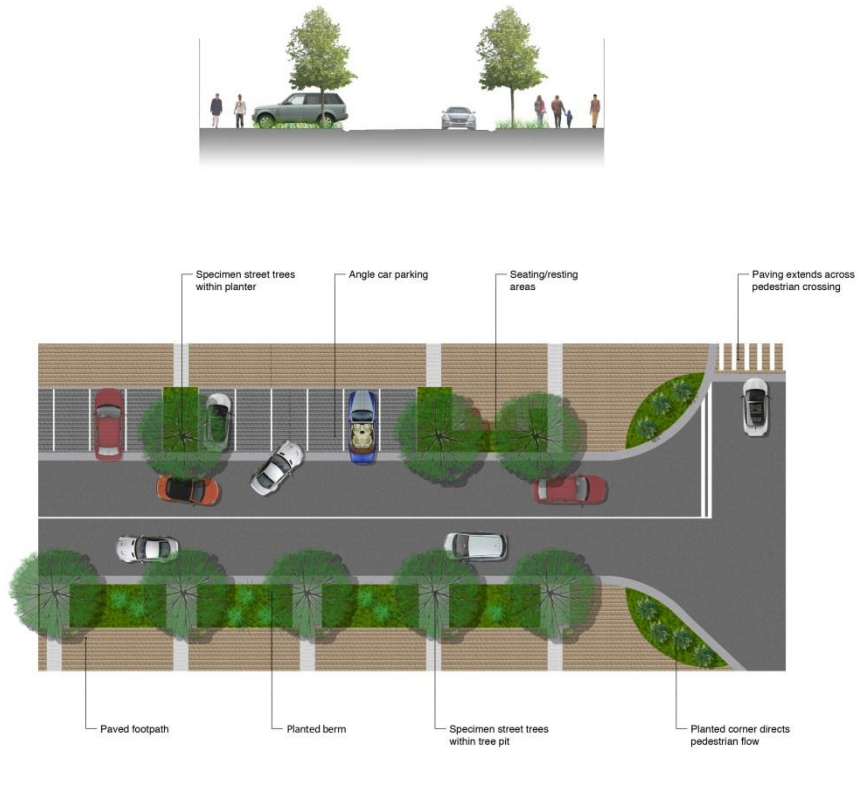 Specimen street trees
within planter
Angle car parking
Seating/resting
areas
Paving extends across
pedestrian crossing
Paved footpath
Planted berm
Specimen street trees
within tree pit
Planted corner directs
pedestrian flow